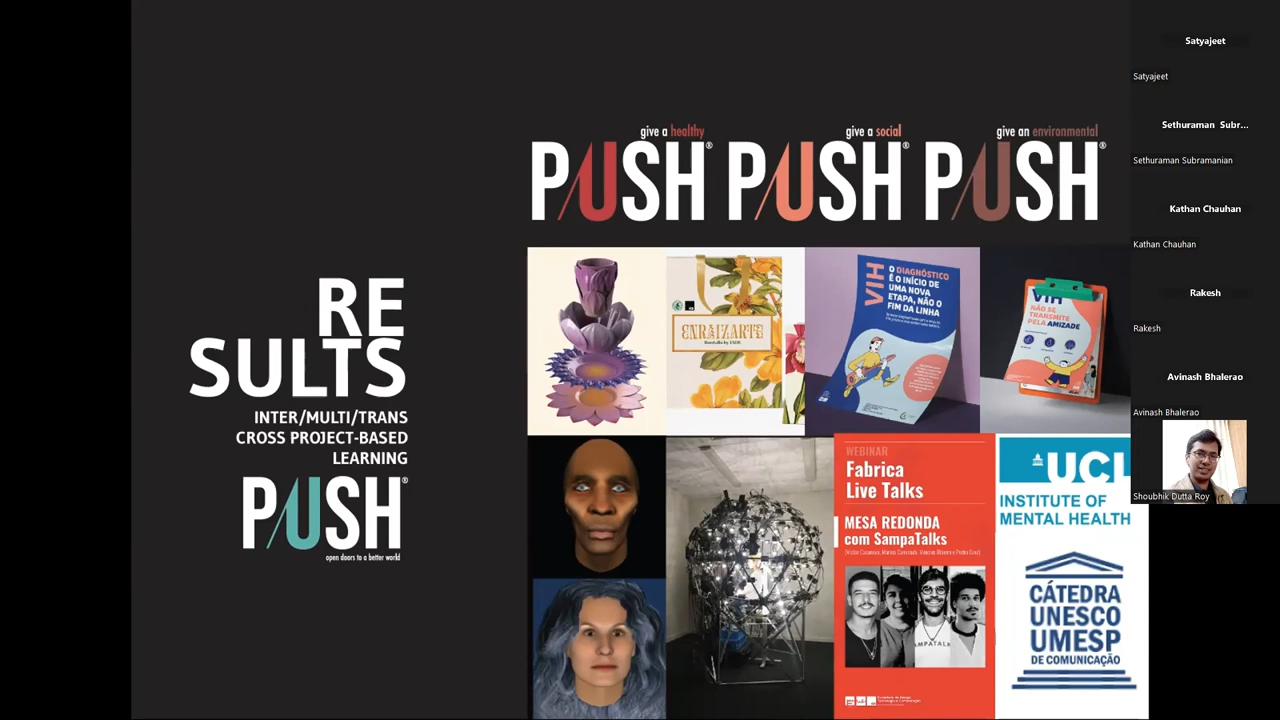 RE
SULTS
INTER/MULTI/TRANS
CROSS PROJECT-BASED
LEARNING
PUSH®
open doors to a better world
give a healthy
PUSH®
give a social
PUSH®
give an environmental
PUSH®
ENRAIZARTE
VIH
O DIAGNÓSTICO
É O INÍCIO DE
UMA NOVA
ETAPA, NÃO O
FIM DA LINHA
VIH
NÃO SE
TRANSMITE
PELA AMIZADE
WEBINAR
Fabrica
Live Talks
MESA REDONDA
com SampaTalks
UCL
INSTITUTE OF
MENTAL HEALTH
CÁTEDRA
UNESCO
UMESP
DE COMUNICAÇÃO
Satyajeet
Satyajeet
Sethuraman Subr...
Sethuraman Subramanian
Kathan Chauhan
Kathan Chauhan
Rakesh
Rakesh
Avinash Bhalerao
Avinash Bhalerao
Shoubhik Dutta Roy